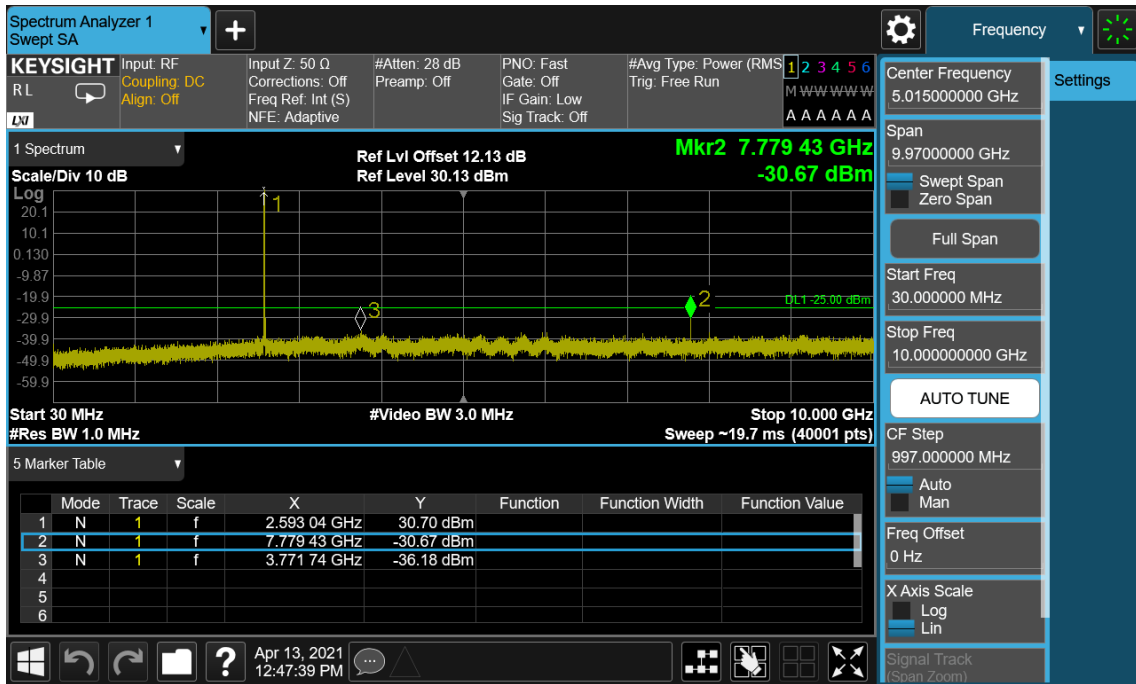 Spectrum Analyzer 1
Swept SA
Frequency
KEYSIGHT
RL
LXI
Input: RF
Coupling: DC
Align: Off
Input Z: 50 Ω
Corrections: Off
Freq Ref: Int (S)
NFE: Adaptive
#Atten: 28 dB
Preamp: Off
PNO: Fast
Gate: Off
IF Gain: Low
Sig Track: Off
#Avg Type: Power (RMS
Trig: Free Run
1 2 3 4 5 6
M W W W W W
A A A A A A
1 Spectrum
Scale/Div 10 dB
Ref Lvl Offset 12.13 dB
Ref Level 30.13 dBm
Mkr2 7.779 43 GHz
-30.67 dBm
Log
20.1
10.1
0.130
-9.87
-19.9
-29.9
-39.9
-49.9
-59.9
1
2
3
DL1 -25.00 dBm
Start 30 MHz
#Video BW 3.0 MHz
Stop 10.000 GHz
#Res BW 1.0 MHz
Sweep ~19.7 ms (40001 pts)
5 Marker Table
Mode Trace Scale X Y Function Function Width Function Value
1 N 1 f 2.593 04 GHz 30.70 dBm
2 N 1 f 7.779 43 GHz -30.67 dBm
3 N 1 f 3.771 74 GHz -36.18 dBm
4
5
6
Apr 13, 2021
12:47:39 PM
Center Frequency
5.015000000 GHz
Span
9.97000000 GHz
Swept Span
Zero Span
Full Span
Start Freq
30.000000 MHz
Stop Freq
10.000000000 GHz
AUTO TUNE
CF Step
997.000000 MHz
Auto
Man
Freq Offset
0 Hz
X Axis Scale
Log
Lin
Signal Track
(Span Zoom)
Settings